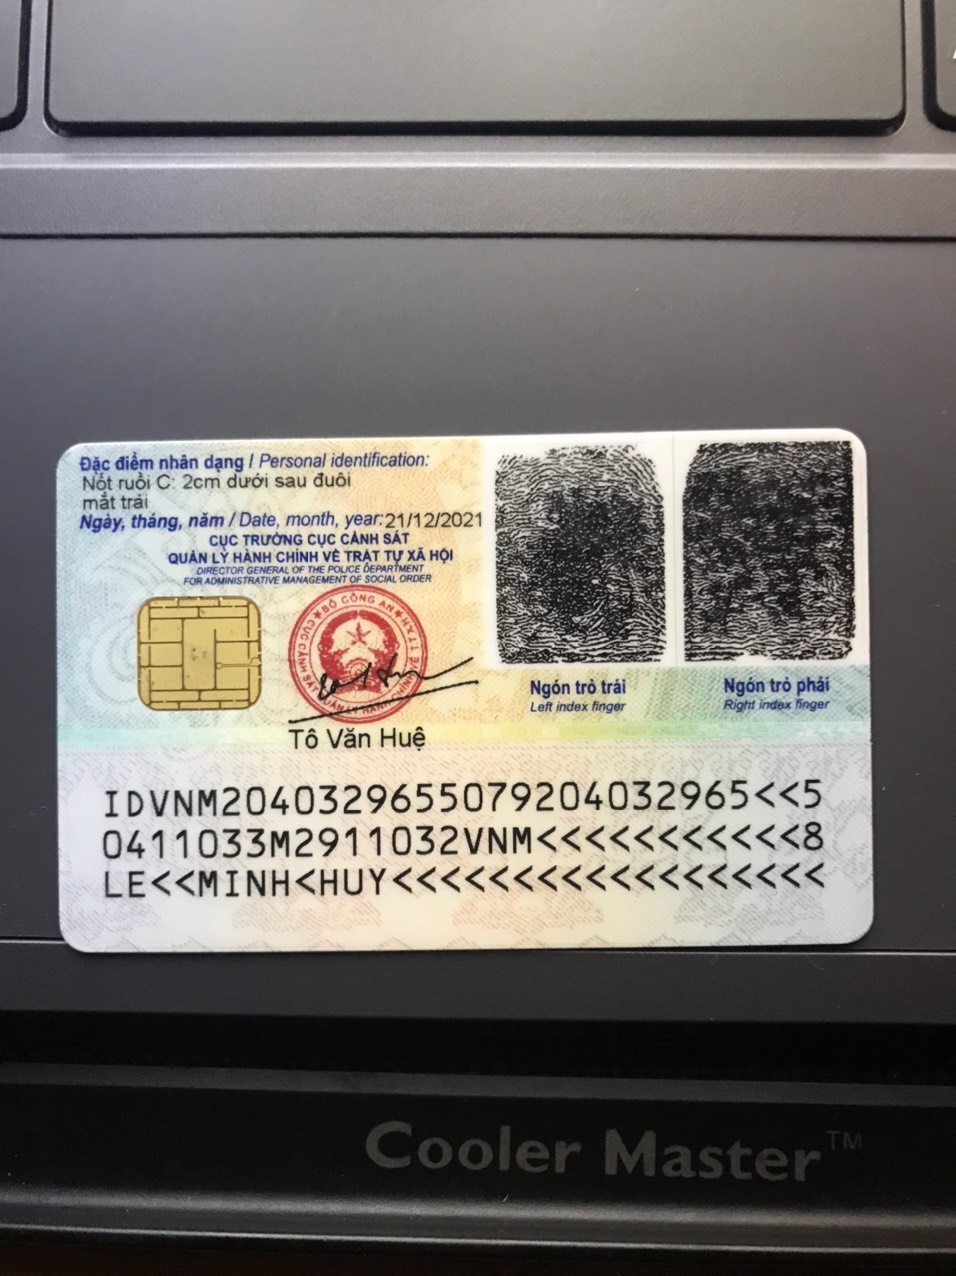 Đặc điểm nhân dạng / Personal identification:
Nốt ruồi C: 2cm dưới sau đuôi
mắt trái
Ngày, tháng, năm / Date, month, year: 21/12/2021
CỤC TRƯỞNG CỤC CẢNH SÁT
QUẢN LÝ HÀNH CHÍNH VỀ TRẬT TỰ XÃ HỘI
DIRECTOR GENERAL OF THE POLICE DEPARTMENT
FOR ADMINISTRATIVE MANAGEMENT OF SOCIAL ORDER
BỘ CÔNG AN
Tô Văn Huệ
Ngón trỏ trái
Left index finger
Ngón trỏ phải
Right index finger
IDVNM2040329655079204032965<<5
0411033M2911032VNM<<<<<<<<<<<8
LE<<MINH<HUY<<<<<<<<<<<<<<<<<<
Cooler Master™